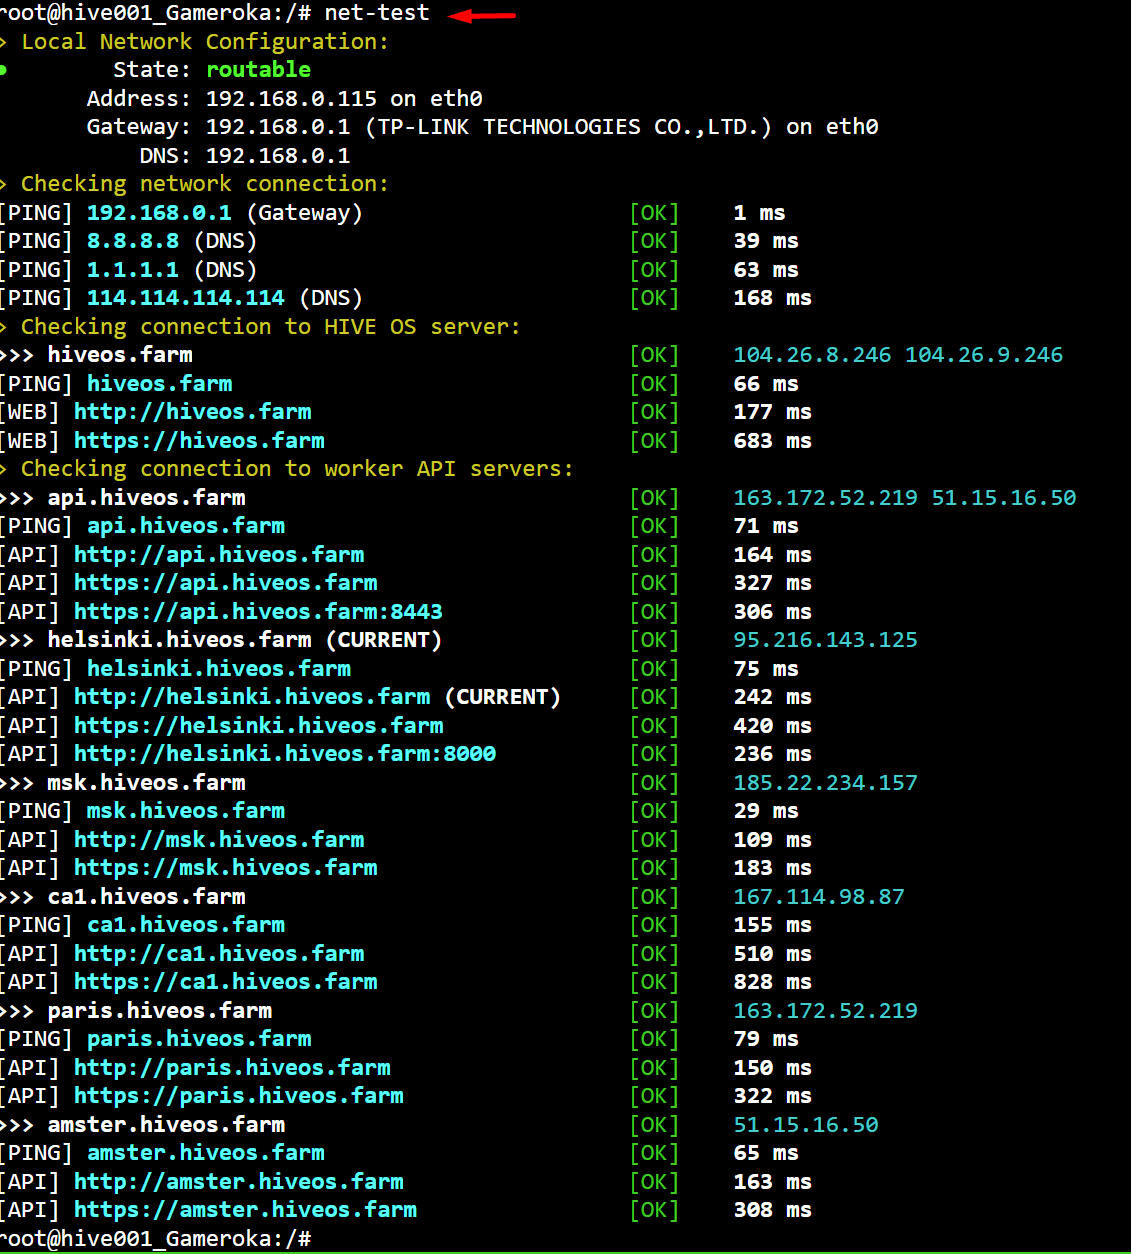 root@hive001_Gameroka:/# net-test
> Local Network Configuration:
● State: routable
Address: 192.168.0.115 on eth0
Gateway: 192.168.0.1 (TP-LINK TECHNOLOGIES CO.,LTD.) on eth0
DNS: 192.168.0.1
> Checking network connection:
[PING] 192.168.0.1 (Gateway) [OK] 1 ms
[PING] 8.8.8.8 (DNS) [OK] 39 ms
[PING] 1.1.1.1 (DNS) [OK] 63 ms
[PING] 114.114.114.114 (DNS) [OK] 168 ms
> Checking connection to HIVE OS server:
>>> hiveos.farm [OK] 104.26.8.246 104.26.9.246
[PING] hiveos.farm [OK] 66 ms
[WEB] http://hiveos.farm [OK] 177 ms
[WEB] https://hiveos.farm [OK] 683 ms
> Checking connection to worker API servers:
>>> api.hiveos.farm [OK] 163.172.52.219 51.15.16.50
[PING] api.hiveos.farm [OK] 71 ms
[API] http://api.hiveos.farm [OK] 164 ms
[API] https://api.hiveos.farm [OK] 327 ms
[API] https://api.hiveos.farm:8443 [OK] 306 ms
>>> helsinki.hiveos.farm (CURRENT) [OK] 95.216.143.125
[PING] helsinki.hiveos.farm [OK] 75 ms
[API] http://helsinki.hiveos.farm (CURRENT) [OK] 242 ms
[API] https://helsinki.hiveos.farm [OK] 420 ms
[API] http://helsinki.hiveos.farm:8000 [OK] 236 ms
>>> msk.hiveos.farm [OK] 185.22.234.157
[PING] msk.hiveos.farm [OK] 29 ms
[API] http://msk.hiveos.farm [OK] 109 ms
[API] https://msk.hiveos.farm [OK] 183 ms
>>> ca1.hiveos.farm [OK] 167.114.98.87
[PING] ca1.hiveos.farm [OK] 155 ms
[API] http://ca1.hiveos.farm [OK] 510 ms
[API] https://ca1.hiveos.farm [OK] 828 ms
>>> paris.hiveos.farm [OK] 163.172.52.219
[PING] paris.hiveos.farm [OK] 79 ms
[API] http://paris.hiveos.farm [OK] 150 ms
[API] https://paris.hiveos.farm [OK] 322 ms
>>> amster.hiveos.farm [OK] 51.15.16.50
[PING] amster.hiveos.farm [OK] 65 ms
[API] http://amster.hiveos.farm [OK] 163 ms
[API] https://amster.hiveos.farm [OK] 308 ms
root@hive001_Gameroka:/#